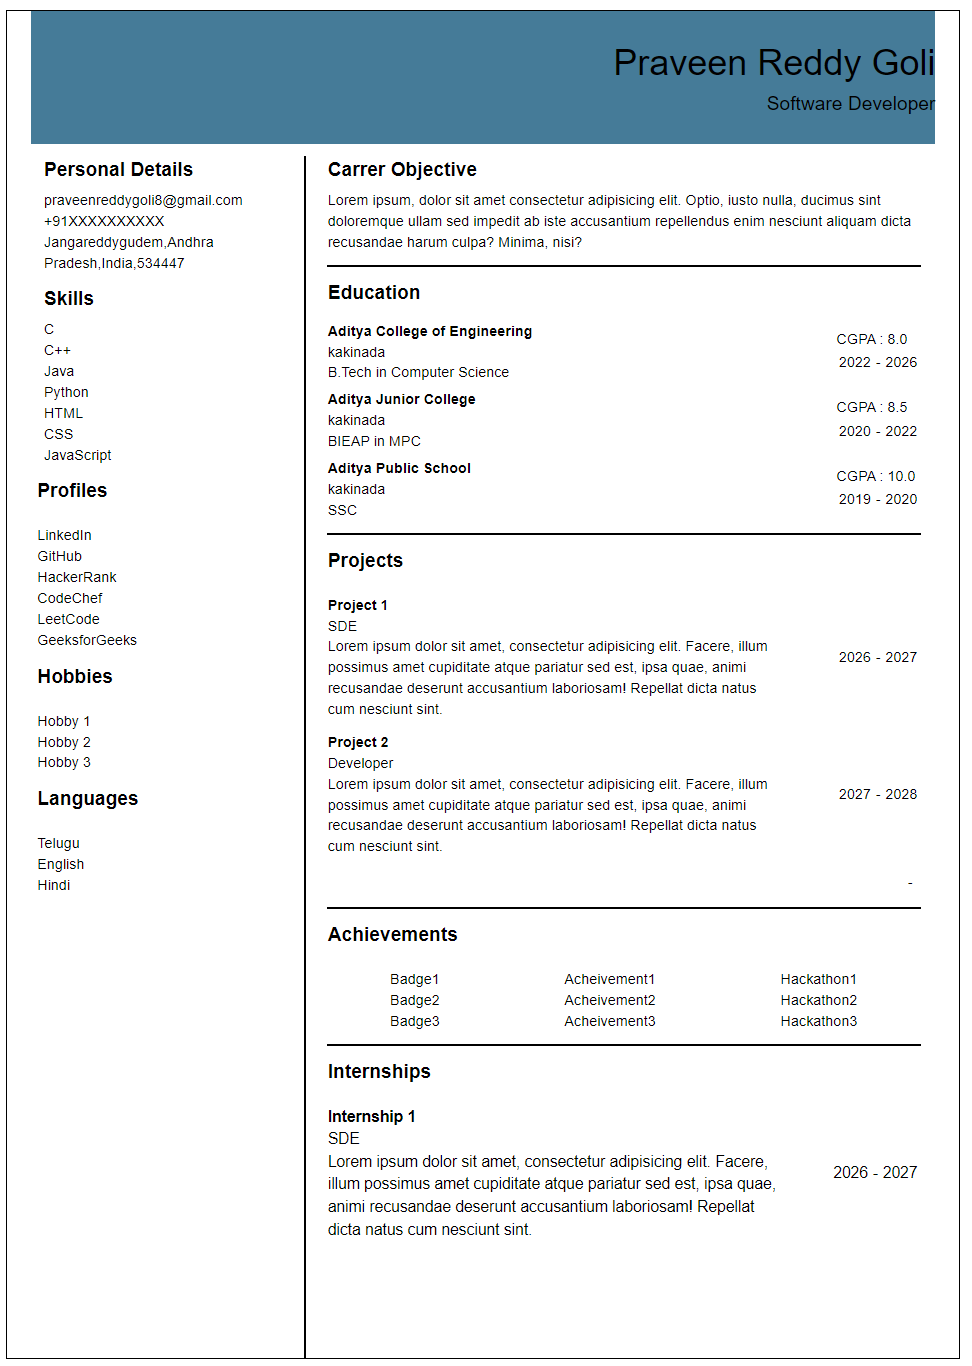 Praveen Reddy Goli
Software Developer
Personal Details
praveenreddygoli8@gmail.com
+91XXXXXXXXXX
Jangareddygudem,Andhra
Pradesh,India,534447
Skills
C
C++
Java
Python
HTML
CSS
JavaScript
Profiles
LinkedIn
GitHub
HackerRank
CodeChef
LeetCode
GeeksforGeeks
Hobbies
Hobby 1
Hobby 2
Hobby 3
Languages
Telugu
English
Hindi
Carrer Objective
Lorem ipsum, dolor sit amet consectetur adipisicing elit. Optio, iusto nulla, ducimus sint
doloremque ullam sed impedit ab iste accusantium repellendus enim nesciunt aliquam dicta
recusandae harum culpa? Minima, nisi?
Education
Aditya College of Engineering
kakinada
B.Tech in Computer Science
CGPA : 8.0
2022 - 2026
Aditya Junior College
kakinada
BIEAP in MPC
CGPA : 8.5
2020 - 2022
Aditya Public School
kakinada
SSC
CGPA : 10.0
2019 - 2020
Projects
Project 1
SDE
Lorem ipsum dolor sit amet, consectetur adipisicing elit. Facere, illum
possimus amet cupiditate atque pariatur sed est, ipsa quae, animi
recusandae deserunt accusantium laboriosam! Repellat dicta natus
cum nesciunt sint.
2026 - 2027
Project 2
Developer
Lorem ipsum dolor sit amet, consectetur adipisicing elit. Facere, illum
possimus amet cupiditate atque pariatur sed est, ipsa quae, animi
recusandae deserunt accusantium laboriosam! Repellat dicta natus
cum nesciunt sint.
2027 - 2028
-
Achievements
Badge1 Acheivement1 Hackathon1
Badge2 Acheivement2 Hackathon2
Badge3 Acheivement3 Hackathon3
Internships
Internship 1
SDE
Lorem ipsum dolor sit amet, consectetur adipisicing elit. Facere,
illum possimus amet cupiditate atque pariatur sed est, ipsa quae,
animi recusandae deserunt accusantium laboriosam! Repellat
dicta natus cum nesciunt sint.
2026 - 2027